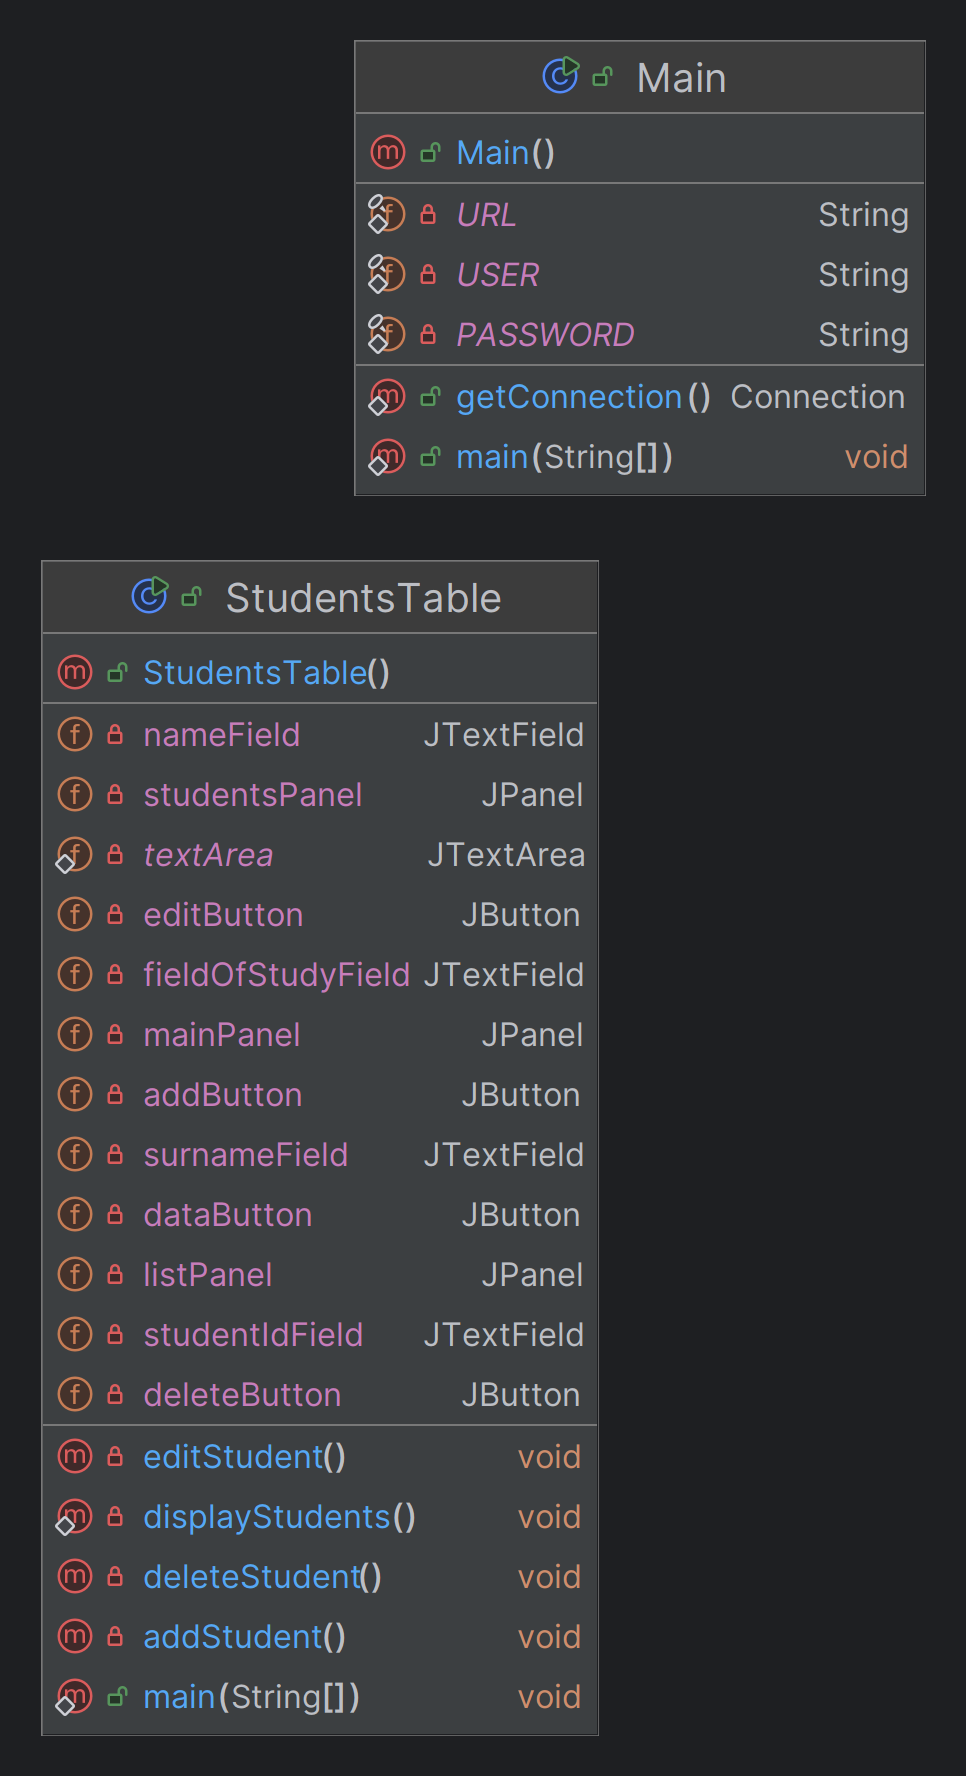 Main
Main()
URL String
USER String
PASSWORD String
getConnection() Connection
main(String[]) void
StudentsTable
StudentsTable()
nameField JTextField
studentsPanel JPanel
textArea JTextArea
editButton JButton
fieldOfStudyField JTextField
mainPanel JPanel
addButton JButton
surnameField JTextField
dataButton JButton
listPanel JPanel
studentIdField JTextField
deleteButton JButton
editStudent() void
displayStudents() void
deleteStudent() void
addStudent() void
main(String[]) void